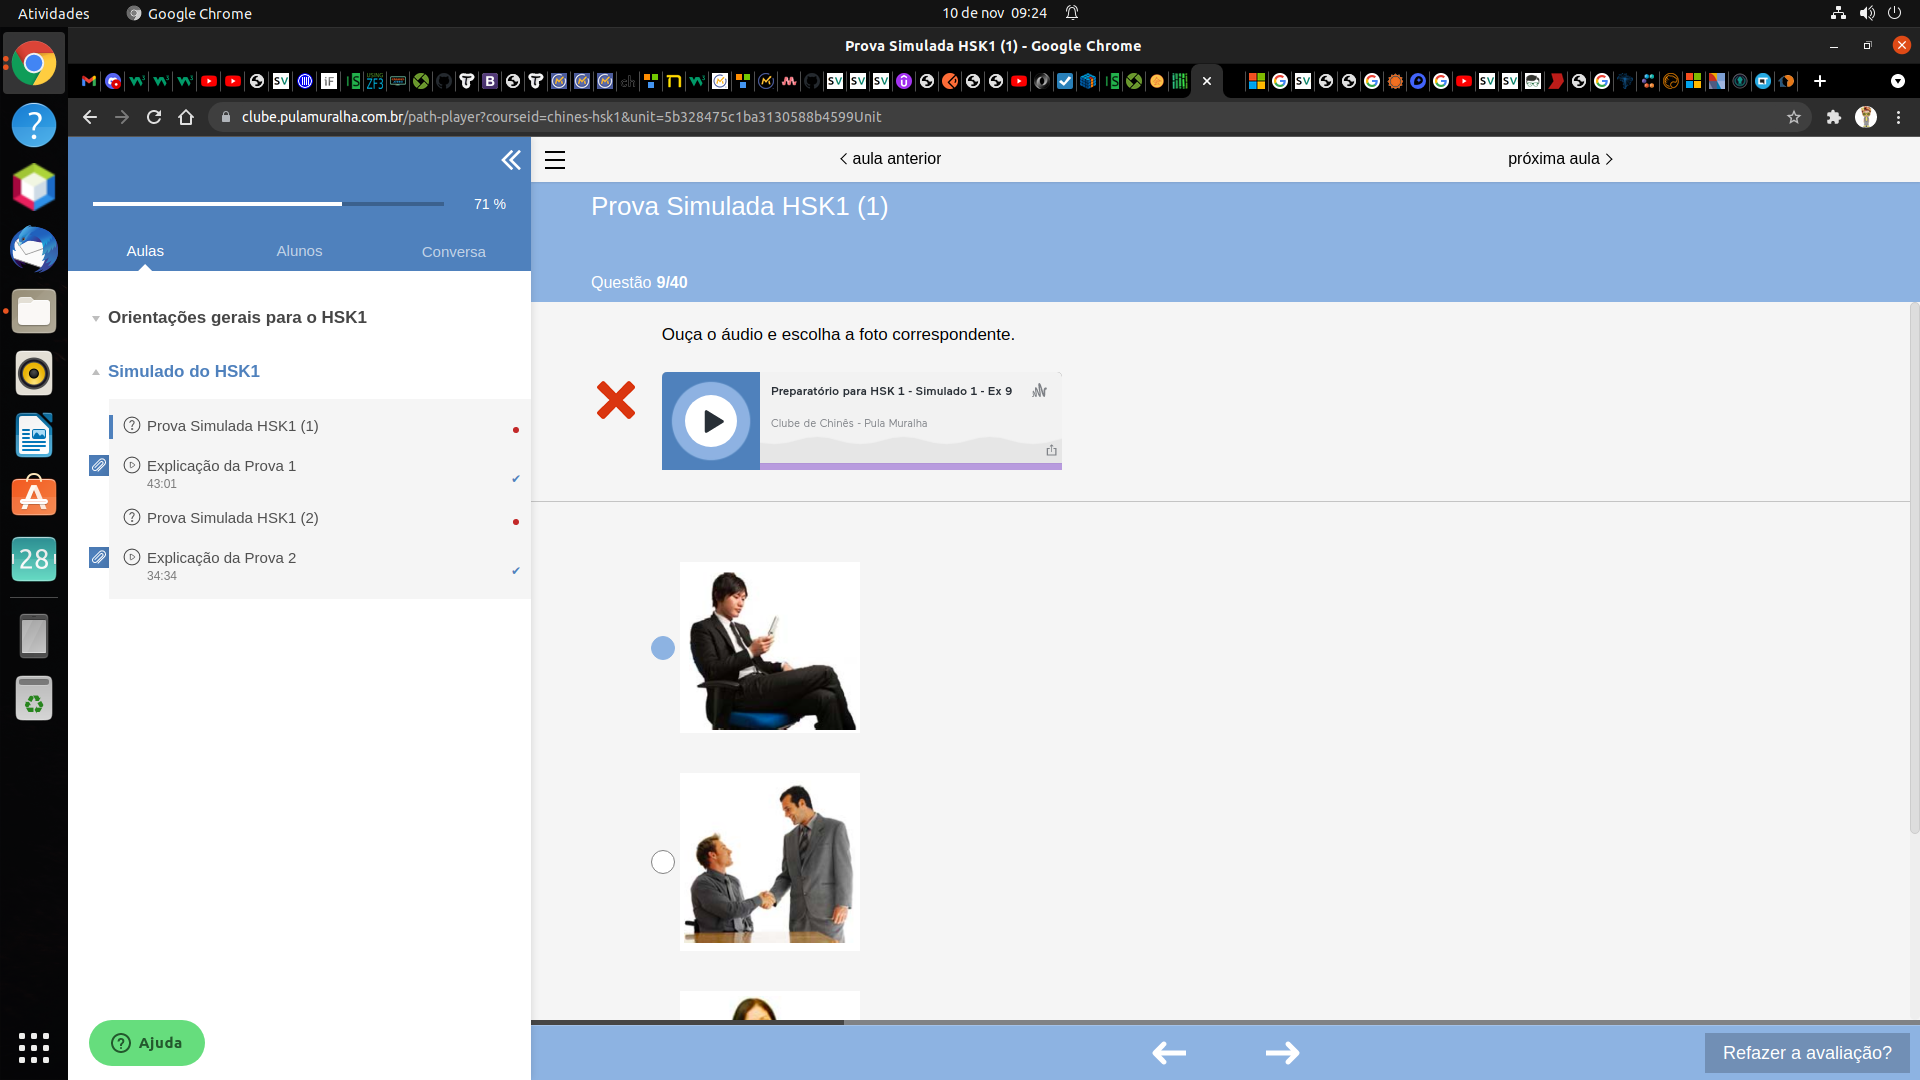 Atividades
Google Chrome
10 de nov 09:24
Prova Simulada HSK1 (1) - Google Chrome
clube.pulamuralha.com.br/path-player?courseid=chines-hsk1&unit=5b328475c1ba3130588b4599Unit
aula anterior
próxima aula
71 %
Aulas
Alunos
Conversa
Prova Simulada HSK1 (1)
Questão 9/40
Orientações gerais para o HSK1
Simulado do HSK1
Prova Simulada HSK1 (1)
Explicação da Prova 1
43:01
Prova Simulada HSK1 (2)
Explicação da Prova 2
34:34
Ouça o áudio e escolha a foto correspondente.
Preparatório para HSK 1 - Simulado 1 - Ex 9
Clube de Chinês - Pula Muralha
28
Ajuda
Refazer a avaliação?